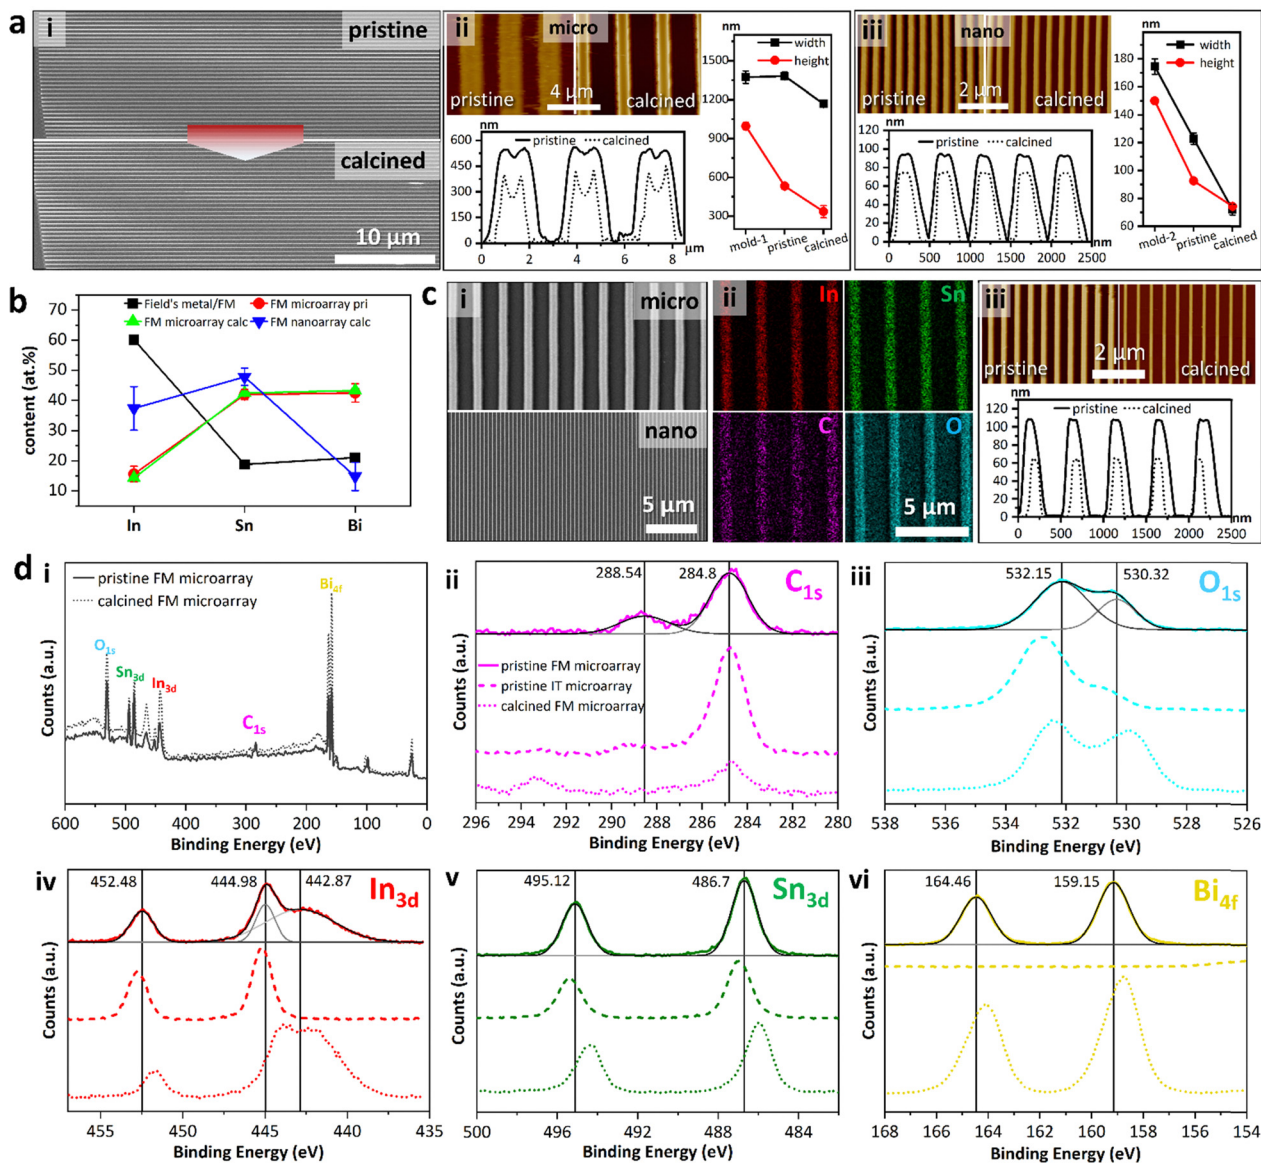 a
i
pristine
calcined
10 μm
ii
micro
pristine
4 μm
calcined
nm
pristine
calcined
600
450
300
150
0
0 2 4 6 8
μm
nm
width
height
1500
1200
900
600
300
mold-1 pristine calcined
iii
nano
pristine
2 μm
calcined
nm
pristine
calcined
120
100
80
60
40
20
0
0 500 1000 1500 2000 2500
nm
nm
width
height
180
160
140
120
100
80
60
mold-2 pristine calcined
b
Field's metal/FM
FM microarray pri
FM microarray calc
FM nanoarray calc
content (at.%)
70
60
50
40
30
20
10
In Sn Bi
c
i
micro
nano
5 μm
ii
In
Sn
C
O
5 μm
iii
pristine
2 μm
calcined
nm
pristine
calcined
120
100
80
60
40
20
0
0 500 1000 1500 2000 2500
nm
d
i
pristine FM microarray
calcined FM microarray
Bi4f
O1s
Sn3d
In3d
C1s
Counts (a.u.)
600 500 400 300 200 100 0
Binding Energy (eV)
ii
288.54
284.8
C1s
pristine FM microarray
pristine IT microarray
calcined FM microarray
Counts (a.u.)
296 294 292 290 288 286 284 282 280
Binding Energy (eV)
iii
532.15
530.32
O1s
Counts (a.u.)
538 536 534 532 530 528 526
Binding Energy (eV)
iv
452.48
444.98
442.87
In3d
Counts (a.u.)
455 450 445 440 435
Binding Energy (eV)
v
495.12
486.7
Sn3d
Counts (a.u.)
500 496 492 488 484
Binding Energy (eV)
vi
164.46
159.15
Bi4f
Counts (a.u.)
168 166 164 162 160 158 156 154
Binding Energy (eV)